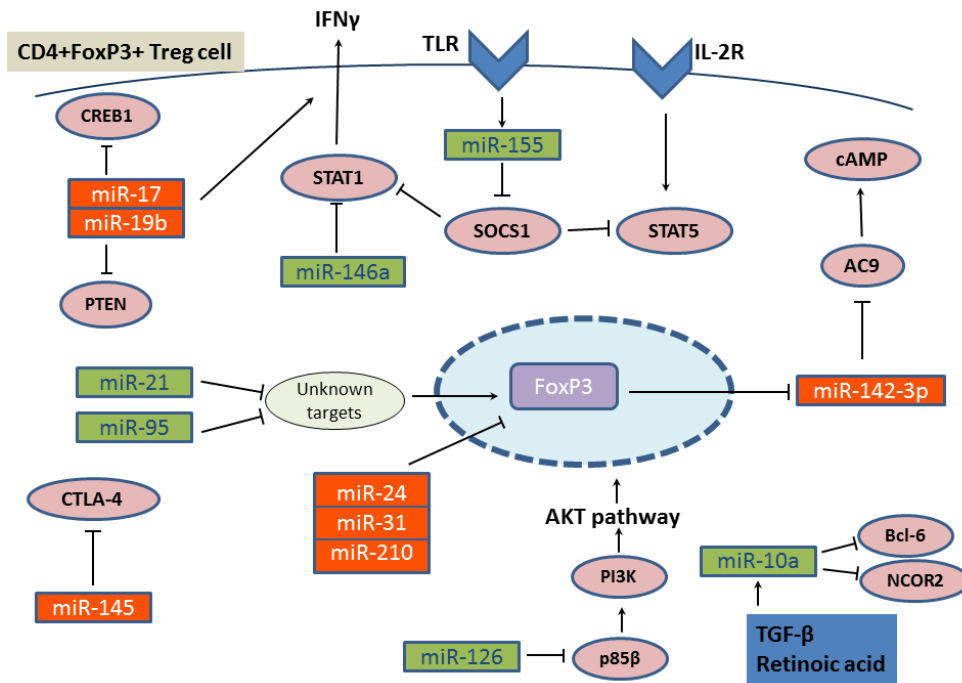 IFNγ
CD4+FoxP3+ Treg cell
TLR
IL-2R
CREB1
miR-155
cAMP
miR-17
miR-19b
STAT1
SOCS1
STAT5
miR-146a
AC9
PTEN
miR-21
miR-95
Unknown
targets
FoxP3
miR-142-3p
CTLA-4
miR-24
miR-31
miR-210
AKT pathway
PI3K
miR-10a
Bcl-6
NCOR2
miR-145
miR-126
p85β
TGF-β
Retinoic acid